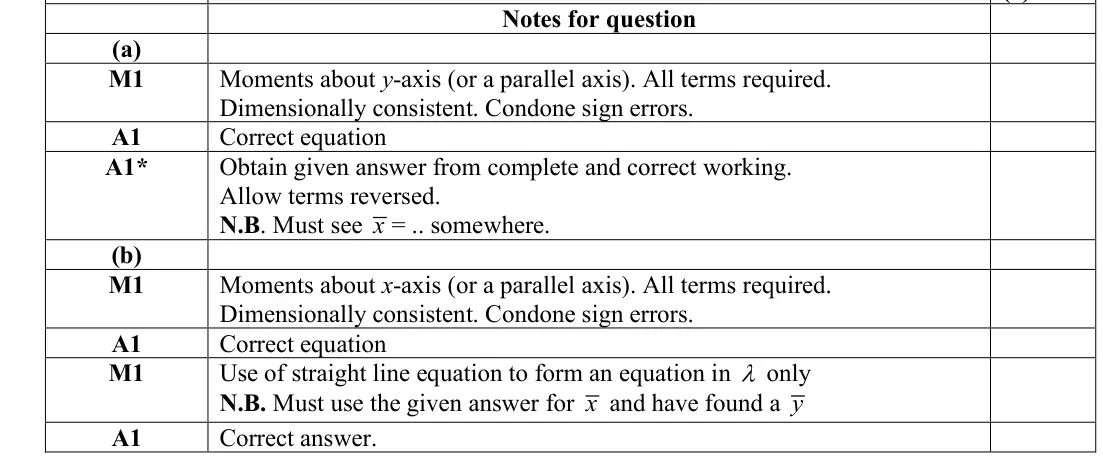 Notes for question
(a)
M1 Moments about y-axis (or a parallel axis). All terms required.
Dimensionally consistent. Condone sign errors.
A1 Correct equation
A1* Obtain given answer from complete and correct working.
Allow terms reversed.
N.B. Must see x̅ = .. somewhere.
(b)
M1 Moments about x-axis (or a parallel axis). All terms required.
Dimensionally consistent. Condone sign errors.
A1 Correct equation
M1 Use of straight line equation to form an equation in λ only
N.B. Must use the given answer for x̅ and have found a y̅
A1 Correct answer.